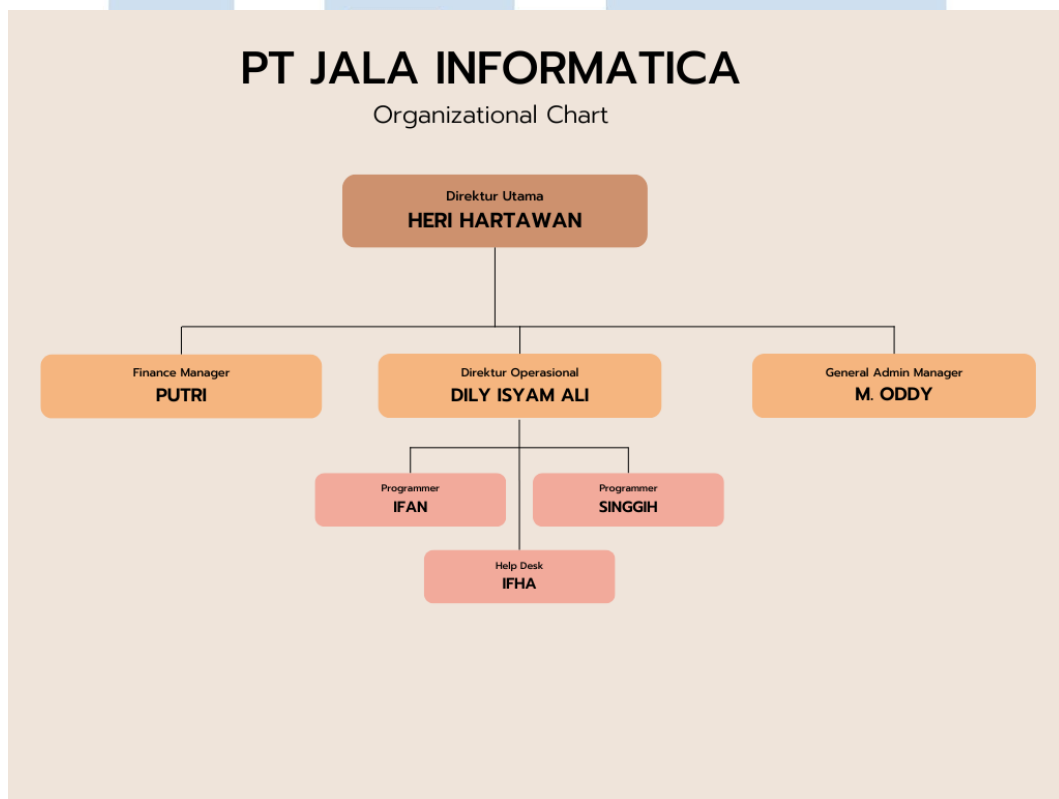 PT JALA INFORMATICA
Organizational Chart
Direktur Utama
HERI HARTAWAN
Finance Manager
PUTRI
Direktur Operasional
DILY ISYAM ALI
General Admin Manager
M. ODDY
Programmer
IFAN
Programmer
SINGGIH
Help Desk
IFHA